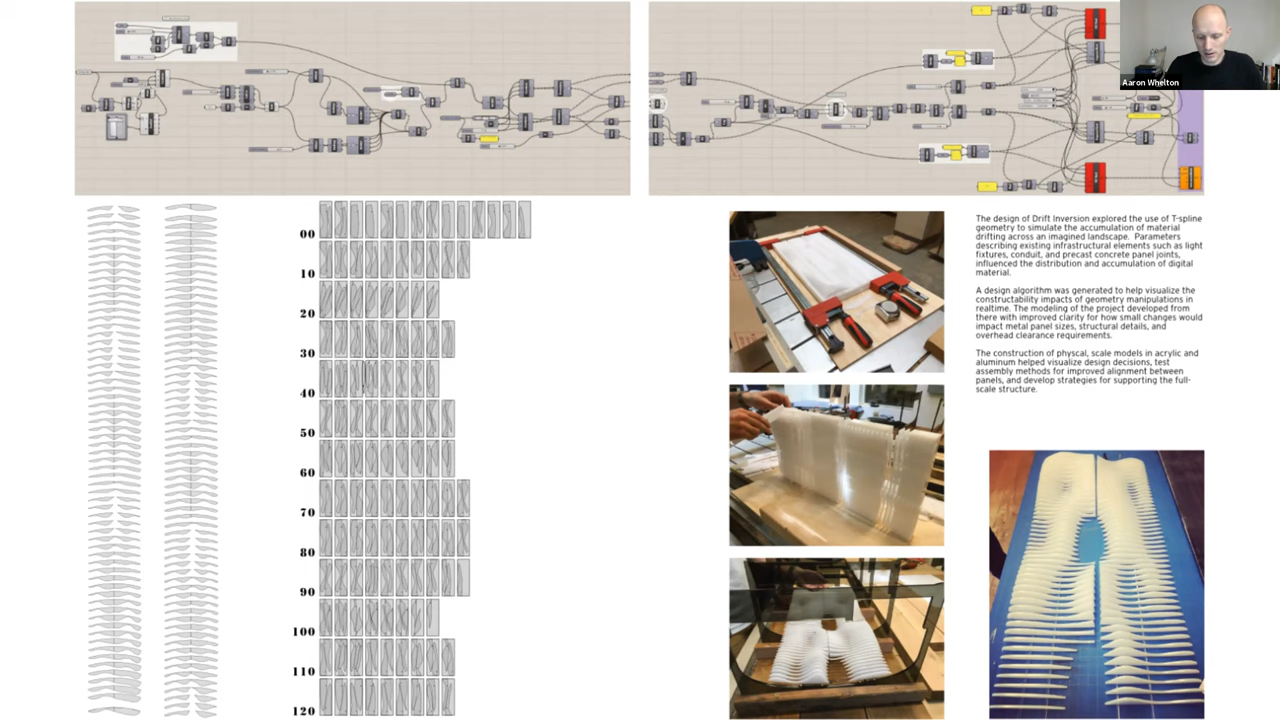 Aaron Whelton
00
10
20
30
40
50
60
70
80
90
100
110
120
The design of Drift Inversion explored the use of T-spline
geometry to simulate the accumulation of material
drifting across an imagined landscape. Parameters
describing existing infrastructural elements such as light
fixtures, conduit, and precast concrete panel joints,
influenced the distribution and accumulation of digital
material.
A design algorithm was generated to help visualize the
constructability impacts of geometry manipulations in
realtime. The modeling of the project developed from
there with improved clarity for how small changes would
impact metal panel sizes, structural details, and
overhead clearance requirements.
The construction of physcal, scale models in acrylic and
aluminum helped visualize design decisions, test
assembly methods for improved alignment between
panels, and develop strategies for supporting the full-
scale structure.